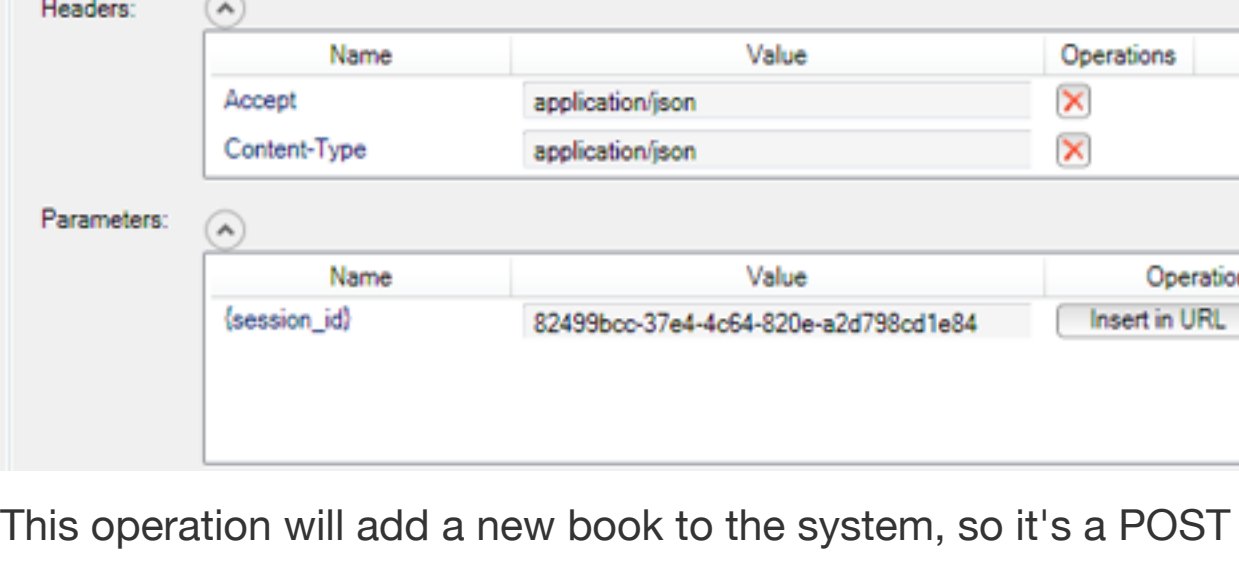 Headers:
Name Value Operations
Accept application/json
Content-Type application/json
Parameters:
Name Value Operation
{session_id} 82499bcc-37e4-4c64-820e-a2d798cd1e84 Insert in URL
This operation will add a new book to the system, so it's a POST